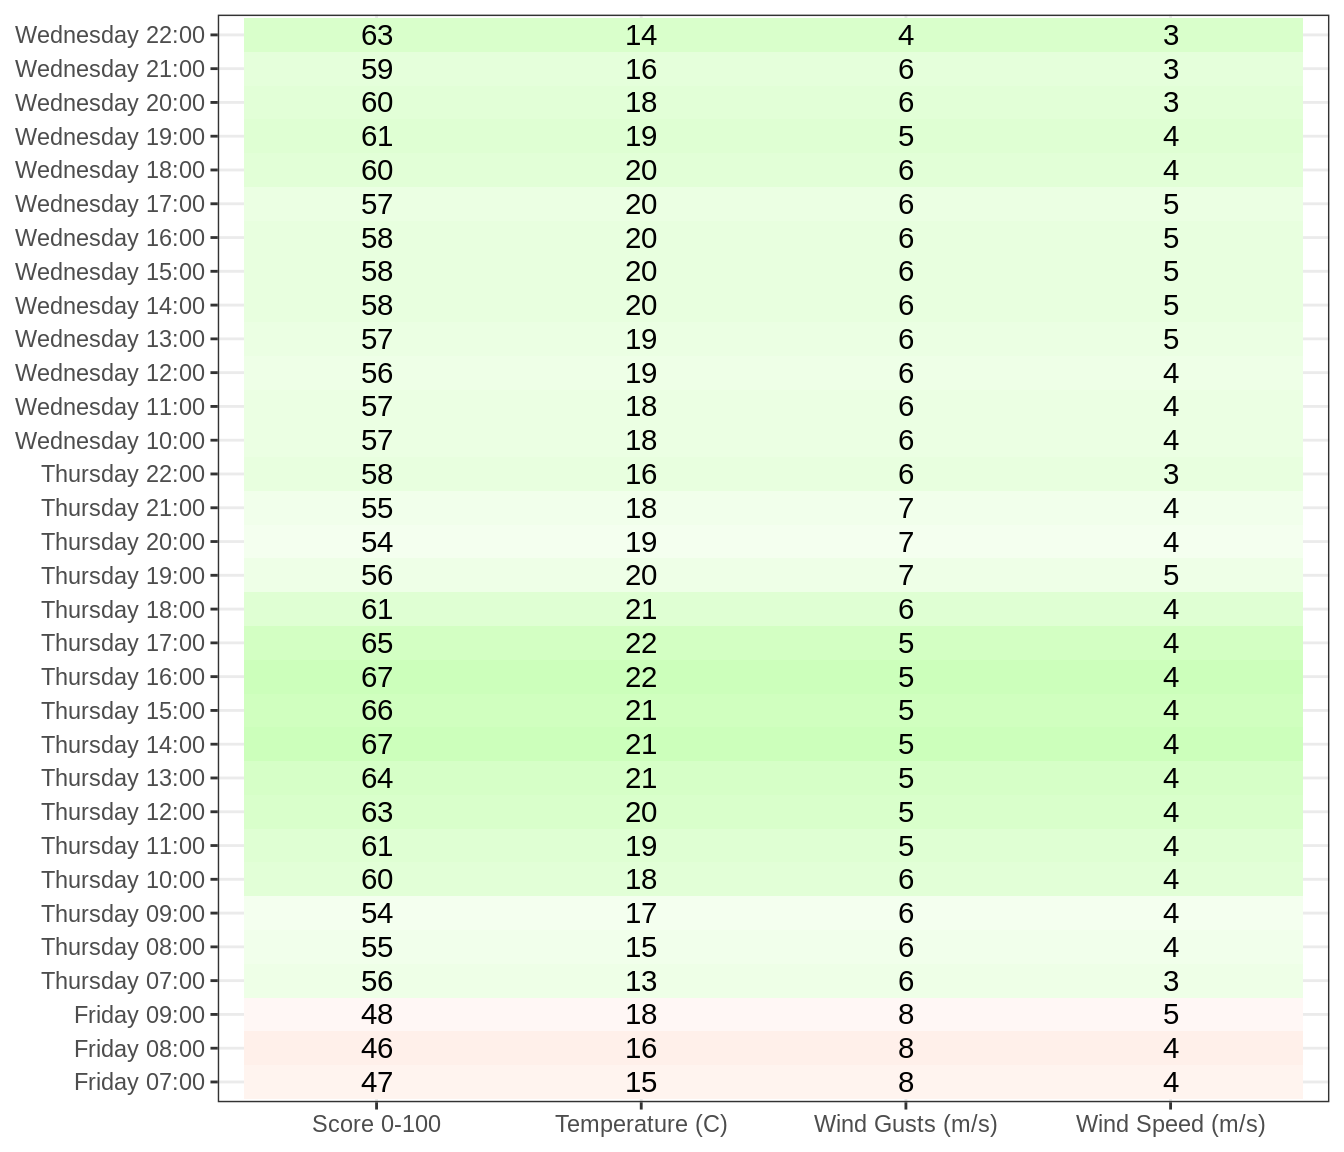 Wednesday 22:00 63 14 4 3
Wednesday 21:00 59 16 6 3
Wednesday 20:00 60 18 6 3
Wednesday 19:00 61 19 5 4
Wednesday 18:00 60 20 6 4
Wednesday 17:00 57 20 6 5
Wednesday 16:00 58 20 6 5
Wednesday 15:00 58 20 6 5
Wednesday 14:00 58 20 6 5
Wednesday 13:00 57 19 6 5
Wednesday 12:00 56 19 6 4
Wednesday 11:00 57 18 6 4
Wednesday 10:00 57 18 6 4
Thursday 22:00 58 16 6 3
Thursday 21:00 55 18 7 4
Thursday 20:00 54 19 7 4
Thursday 19:00 56 20 7 5
Thursday 18:00 61 21 6 4
Thursday 17:00 65 22 5 4
Thursday 16:00 67 22 5 4
Thursday 15:00 66 21 5 4
Thursday 14:00 67 21 5 4
Thursday 13:00 64 21 5 4
Thursday 12:00 63 20 5 4
Thursday 11:00 61 19 5 4
Thursday 10:00 60 18 6 4
Thursday 09:00 54 17 6 4
Thursday 08:00 55 15 6 4
Thursday 07:00 56 13 6 3
Friday 09:00 48 18 8 5
Friday 08:00 46 16 8 4
Friday 07:00 47 15 8 4
Score 0-100 Temperature (C) Wind Gusts (m/s) Wind Speed (m/s)